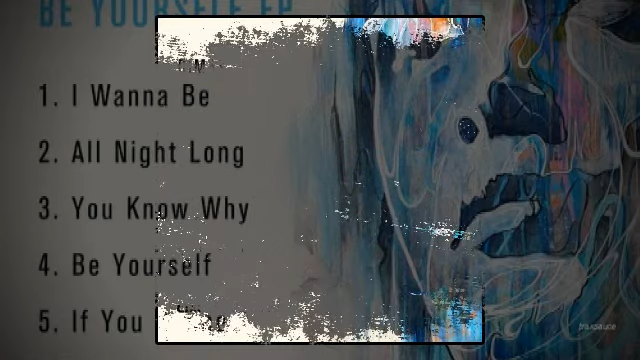 BE YOURSELF EP
1. I Wanna Be
2. All Night Long
3. You Know Why
4. Be Yourself
5. If You